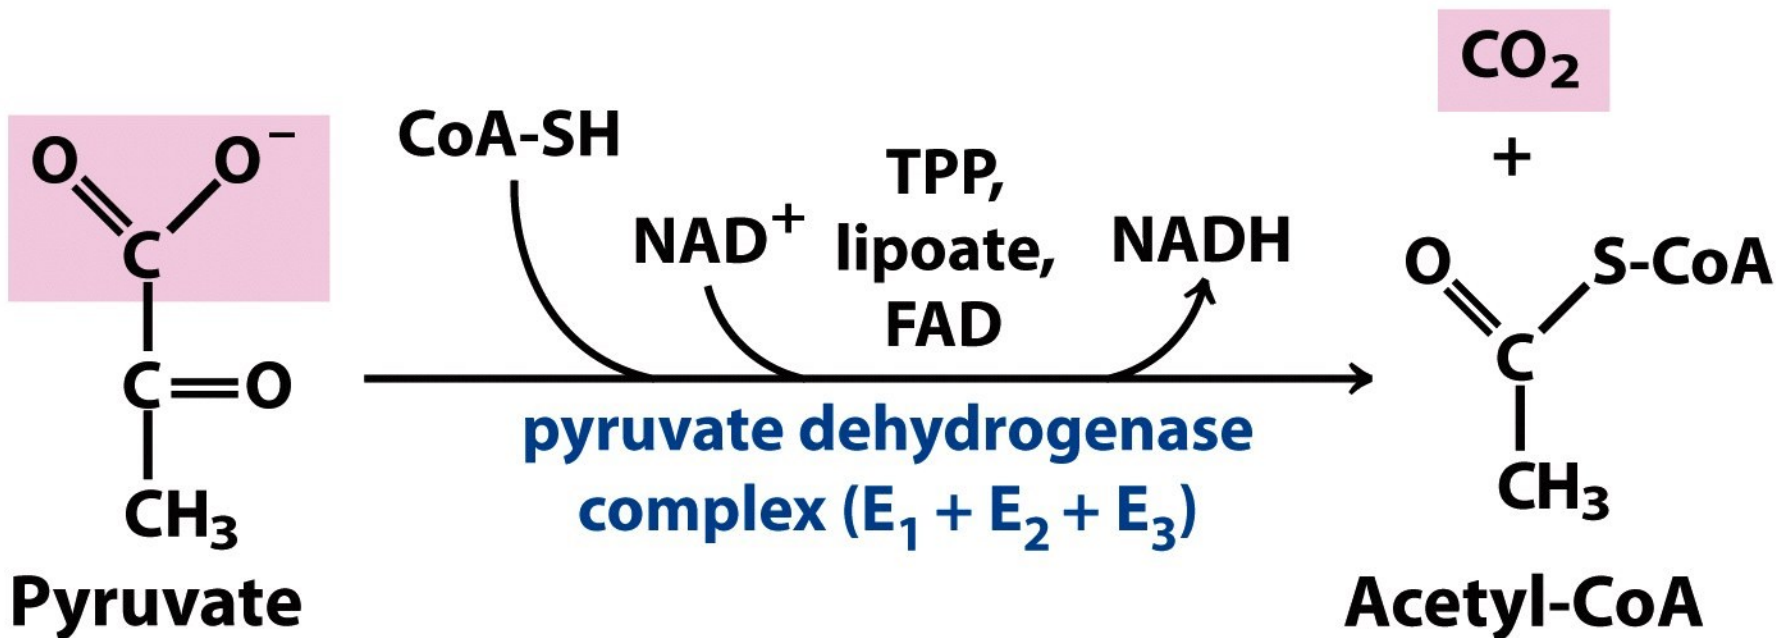 O
O⁻
C
C=O
CH₃
Pyruvate
CoA-SH
NAD⁺
TPP,
lipoate,
FAD
NADH
pyruvate dehydrogenase
complex (E₁ + E₂ + E₃)
CO₂
+
O
S-CoA
C
CH₃
Acetyl-CoA